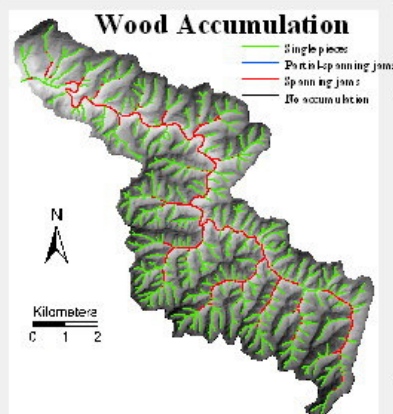 Wood Accumulation
Single pieces
Partial-spanning jams
Spanning jams
No accumulation
N
Kilometers
0 1 2